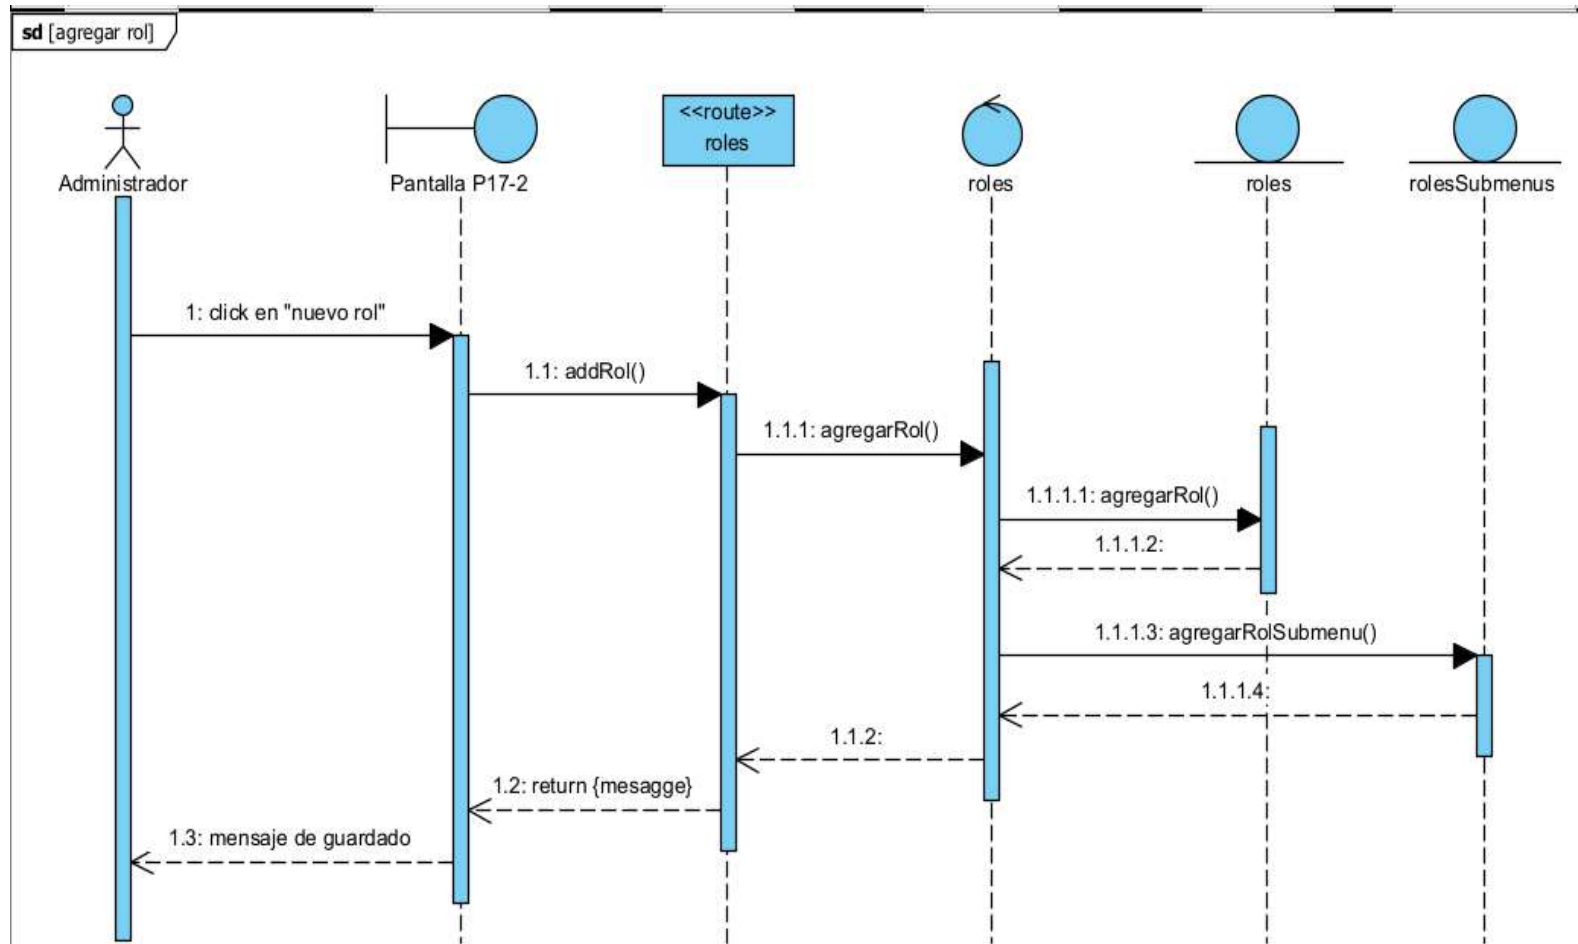 sd [agregar rol]
<<route>>
roles
Administrador
Pantalla P17-2
roles
roles
rolesSubmenus
1: click en "nuevo rol"
1.1: addRol()
1.1.1: agregarRol()
1.1.1.1: agregarRol()
1.1.1.2:
1.1.1.3: agregarRolSubmenu()
1.1.1.4:
1.1.2:
1.2: return {mesagge}
1.3: mensaje de guardado